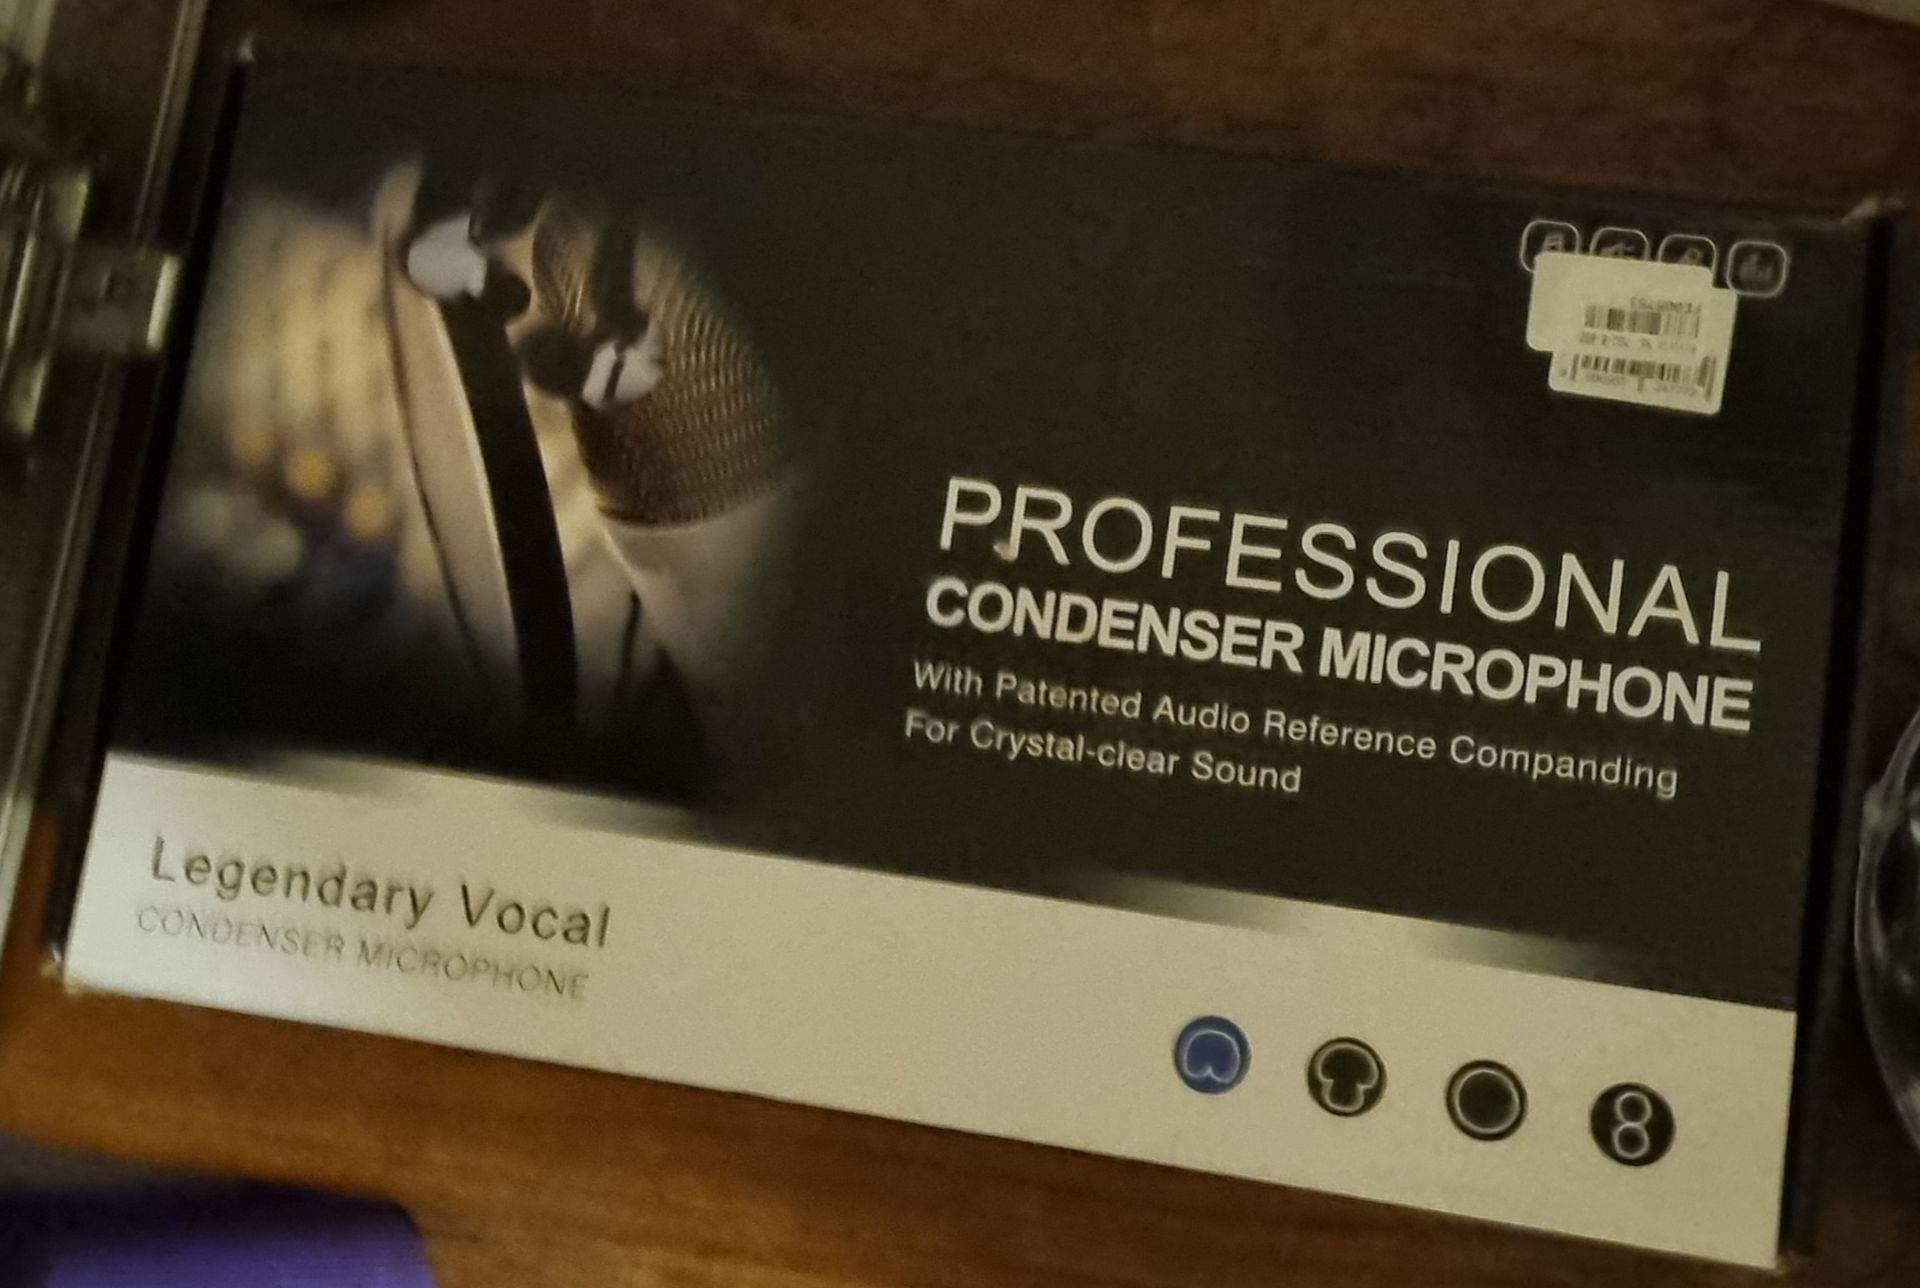 PROFESSIONAL
CONDENSER MICROPHONE
With Patented Audio Reference Companding
For Crystal-clear Sound
Legendary Vocal
CONDENSER MICROPHONE